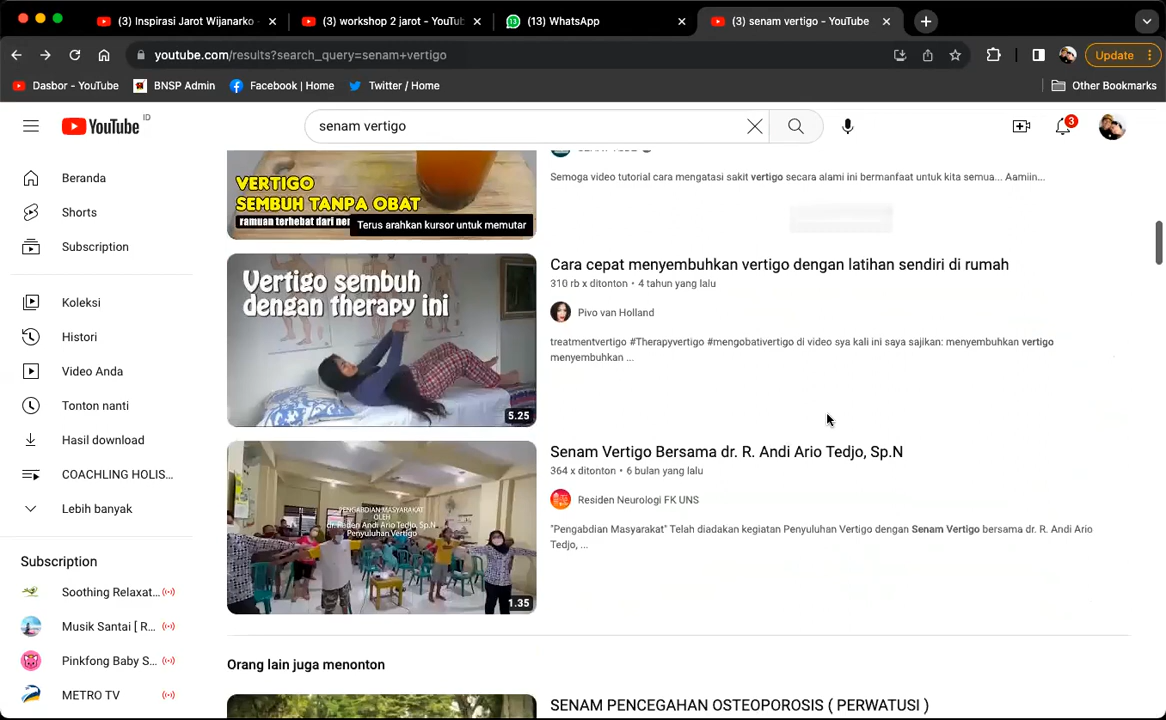 (3) Inspirasi Jarot Wijanarko
(3) workshop 2 jarot - YouTub
(13) WhatsApp
(3) senam vertigo - YouTube
youtube.com/results?search_query=senam+vertigo
Update
Dasbor - YouTube
BNSP Admin
Facebook | Home
Twitter / Home
Other Bookmarks
YouTube ID
senam vertigo
3
Beranda
Shorts
Subscription
Koleksi
Histori
Video Anda
Tonton nanti
Hasil download
COACHLING HOLIS...
Lebih banyak
Subscription
Soothing Relaxat...
Musik Santai [ R...
Pinkfong Baby S...
METRO TV
VERTIGO
SEMBUH TANPA OBAT
ramuan terhebat dari
Terus arahkan kursor untuk memutar
Semoga video tutorial cara mengatasi sakit vertigo secara alami ini bermanfaat untuk kita semua... Aamiin...
Vertigo sembuh
dengan therapy ini
5.25
Cara cepat menyembuhkan vertigo dengan latihan sendiri di rumah
310 rb x ditonton • 4 tahun yang lalu
Pivo van Holland
treatmentvertigo #Therapyvertigo #mengobativertigo di video sya kali ini saya sajikan: menyembuhkan vertigo
menyembuhkan ...
PENGABDIAN MASYARAKAT
OLEH
dr. Raden Andi Ario Tedjo, Sp.N
Penyuluhan Vertigo
1.35
Senam Vertigo Bersama dr. R. Andi Ario Tedjo, Sp.N
364 x ditonton • 6 bulan yang lalu
Residen Neurologi FK UNS
"Pengabdian Masyarakat" Telah diadakan kegiatan Penyuluhan Vertigo dengan Senam Vertigo bersama dr. R. Andi Ario
Tedjo, ...
Orang lain juga menonton
SENAM PENCEGAHAN OSTEOPOROSIS ( PERWATUSI )